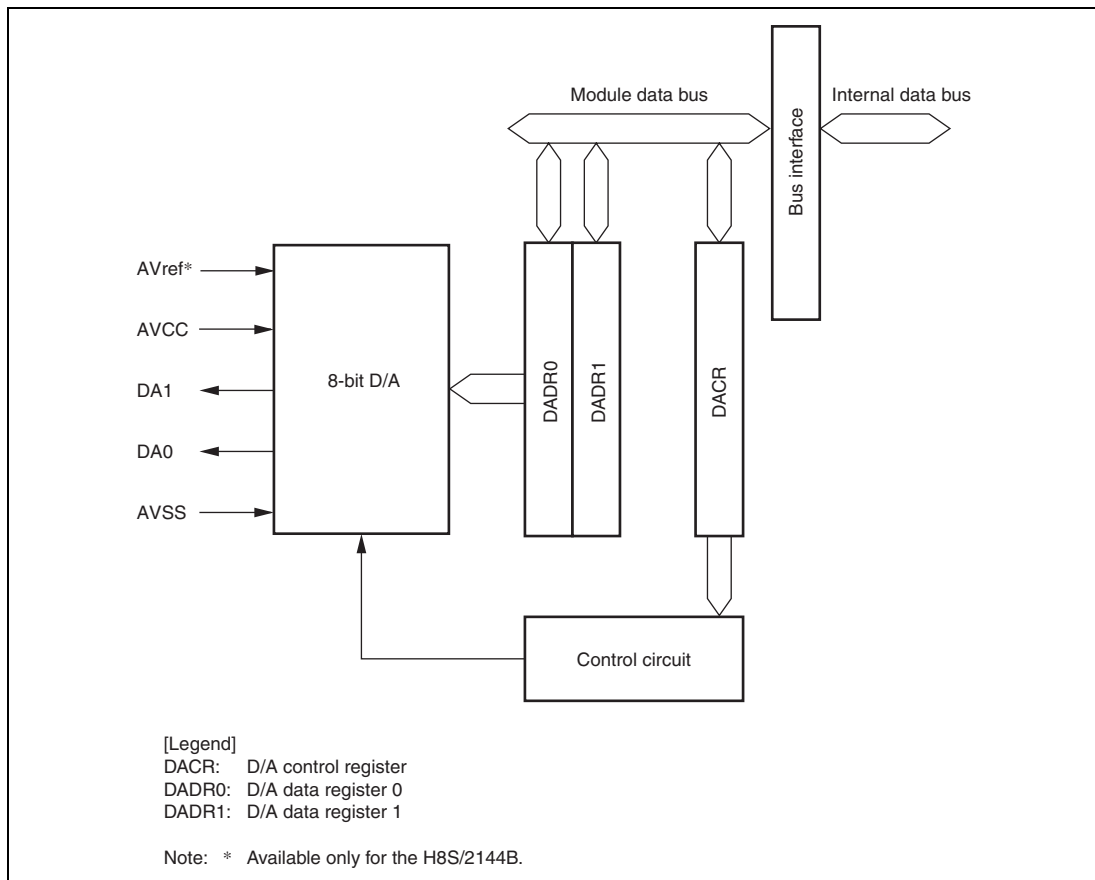 Module data bus
Internal data bus
Bus interface
AVref*
AVCC
DA1
DA0
AVSS
8-bit D/A
DADR0
DADR1
DACR
Control circuit
[Legend]
DACR: D/A control register
DADR0: D/A data register 0
DADR1: D/A data register 1
Note: * Available only for the H8S/2144B.